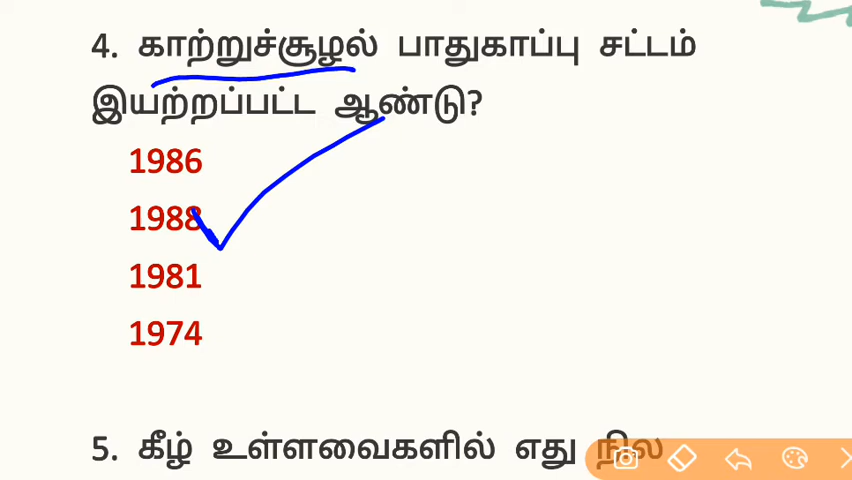 4. காற்றுச்சூழல் பாதுகாப்பு சட்டம்
இயற்றப்பட்ட ஆண்டு?
1986
1988
1981
1974
5. கீழ் உள்ளவைகளில் எது நில